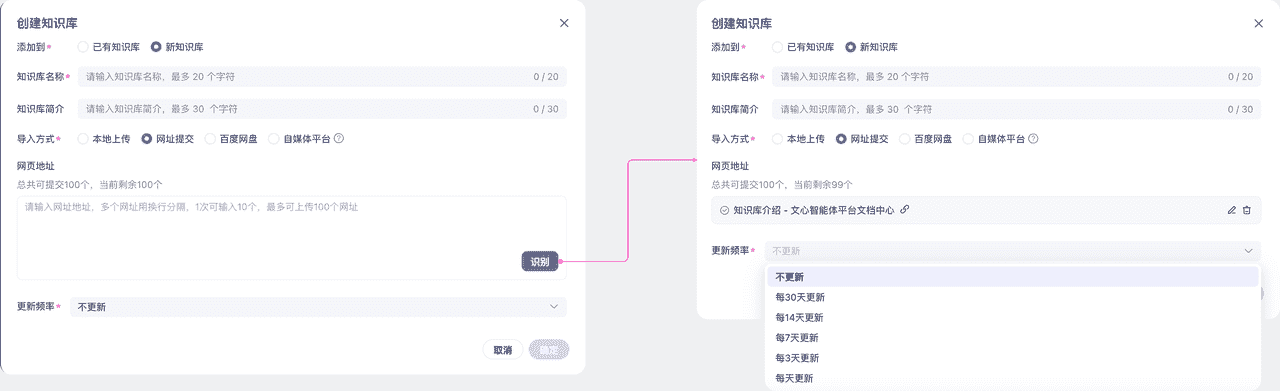 创建知识库
添加到* 已有知识库 新知识库
知识库名称* 请输入知识库名称，最多 20 个字符 0 / 20
知识库简介 请输入知识库简介，最多 30 个字符 0 / 30
导入方式* 本地上传 网址提交 百度网盘 自媒体平台
网页地址
总共可提交100个，当前剩余100个
请输入网址地址，多个网址用换行分隔，1次可输入10个，最多可上传100个网址
识别
更新频率* 不更新
取消 确定
创建知识库
添加到* 已有知识库 新知识库
知识库名称* 请输入知识库名称，最多 20 个字符 0 / 20
知识库简介 请输入知识库简介，最多 30 个字符 0 / 30
导入方式* 本地上传 网址提交 百度网盘 自媒体平台
网页地址
总共可提交100个，当前剩余99个
知识库介绍 - 文心智能体平台文档中心
更新频率* 不更新
不更新
每30天更新
每14天更新
每7天更新
每3天更新
每天更新